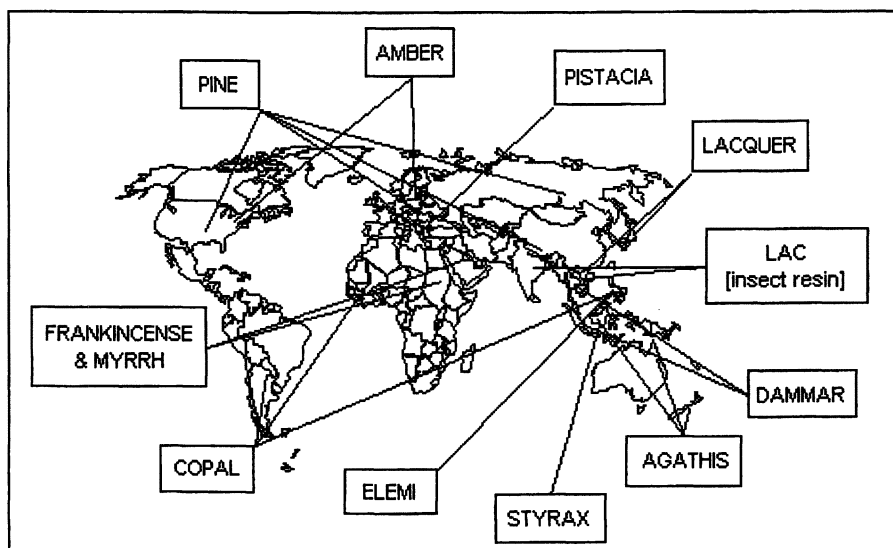 AMBER
PINE
PISTACIA
LACQUER
LAC
[insect resin]
FRANKINCENSE
& MYRRH
DAMMAR
AGATHIS
COPAL
ELEMI
STYRAX